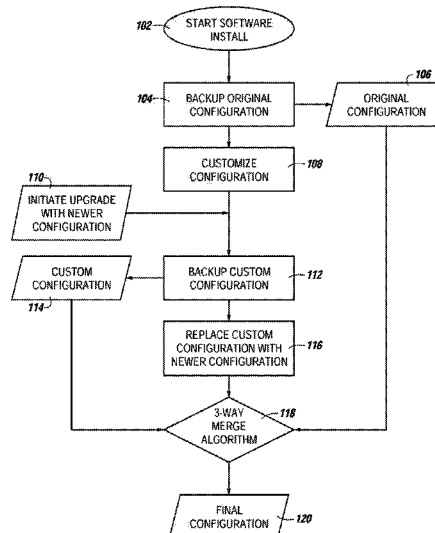 102
START SOFTWARE
INSTALL
104
BACKUP ORIGINAL
CONFIGURATION
106
ORIGINAL
CONFIGURATION
CUSTOMIZE
CONFIGURATION
108
110
INITIATE UPGRADE
WITH NEWER
CONFIGURATION
BACKUP CUSTOM
CONFIGURATION
112
CUSTOM
CONFIGURATION
114
REPLACE CUSTOM
CONFIGURATION WITH
NEWER CONFIGURATION
116
3-WAY
MERGE
ALGORITHM
118
FINAL
CONFIGURATION
120